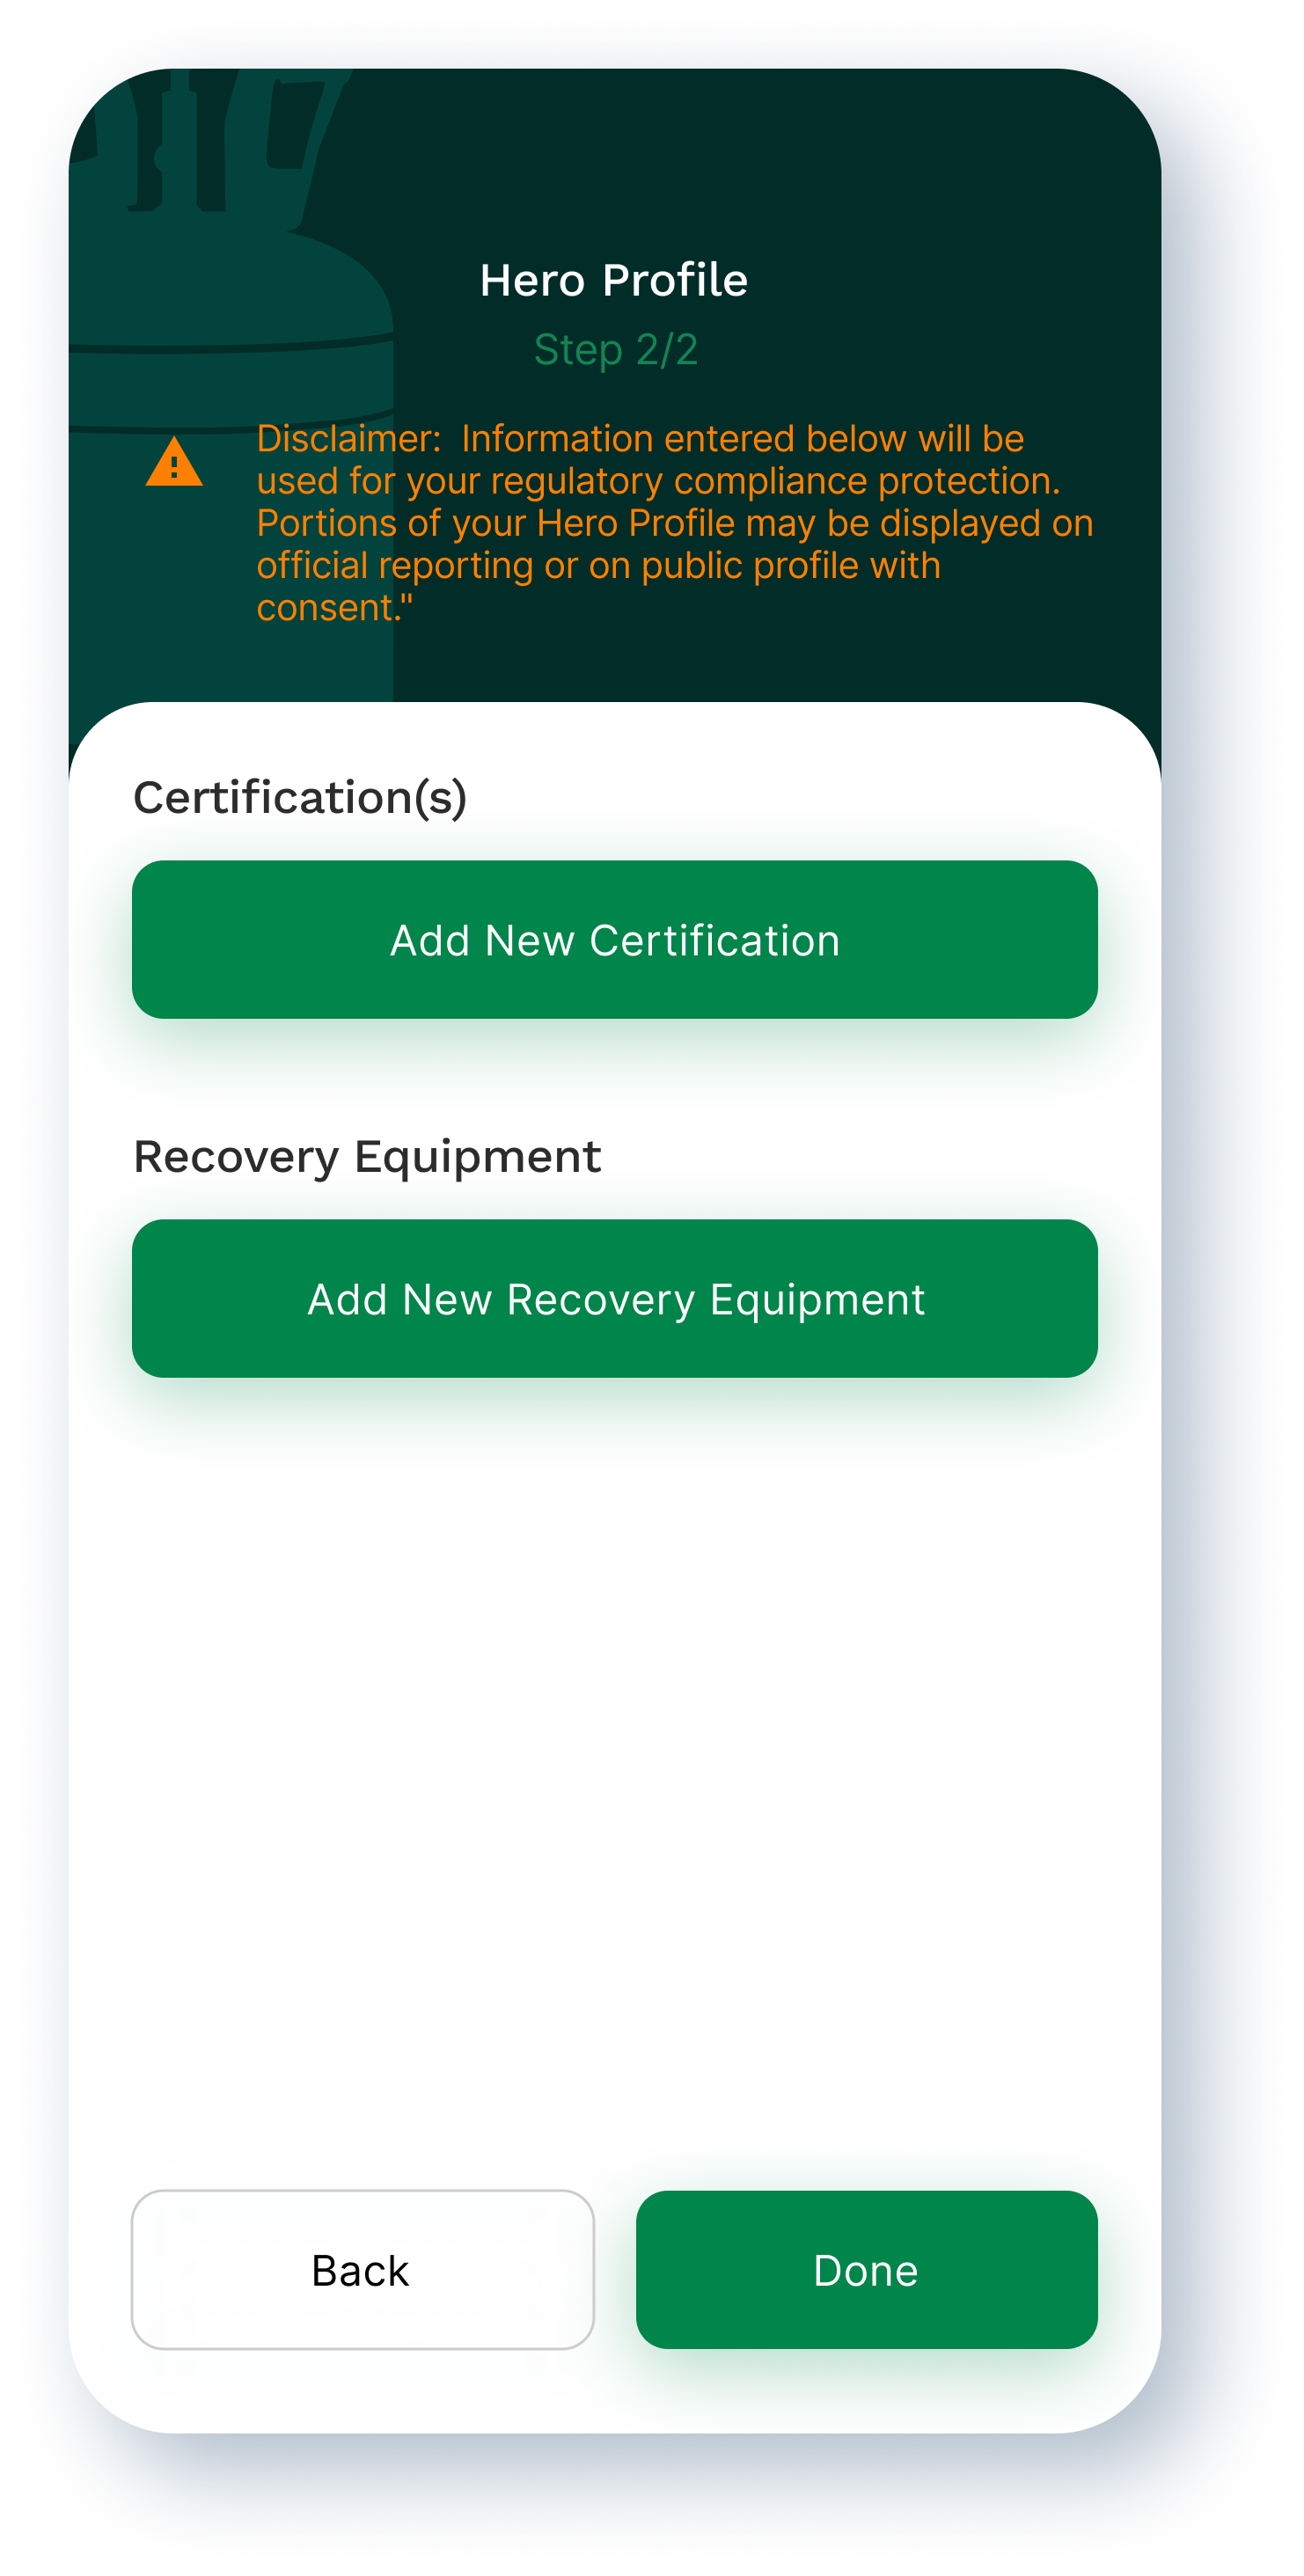 Hero Profile
Step 2/2
Disclaimer:  Information entered below will be
used for your regulatory compliance protection.
Portions of your Hero Profile may be displayed on
official reporting or on public profile with
consent."
Certification(s)
Add New Certification
Recovery Equipment
Add New Recovery Equipment
Back
Done